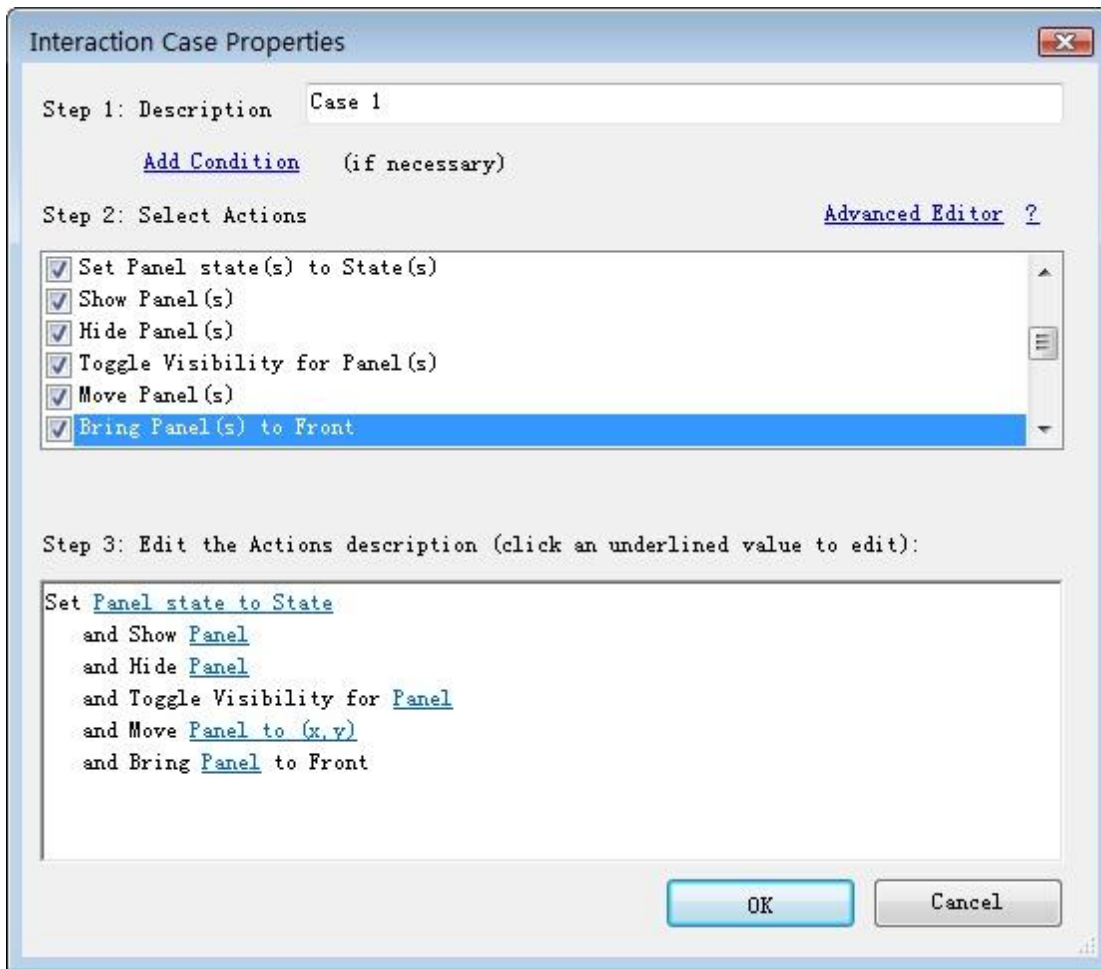 Interaction Case Properties
Step 1: Description Case 1
Add Condition (if necessary)
Step 2: Select Actions Advanced Editor ?
Set Panel state(s) to State(s)
Show Panel(s)
Hide Panel(s)
Toggle Visibility for Panel(s)
Move Panel(s)
Bring Panel(s) to Front
Step 3: Edit the Actions description (click an underlined value to edit):
Set Panel state to State
and Show Panel
and Hide Panel
and Toggle Visibility for Panel
and Move Panel to (x,y)
and Bring Panel to Front
OK Cancel